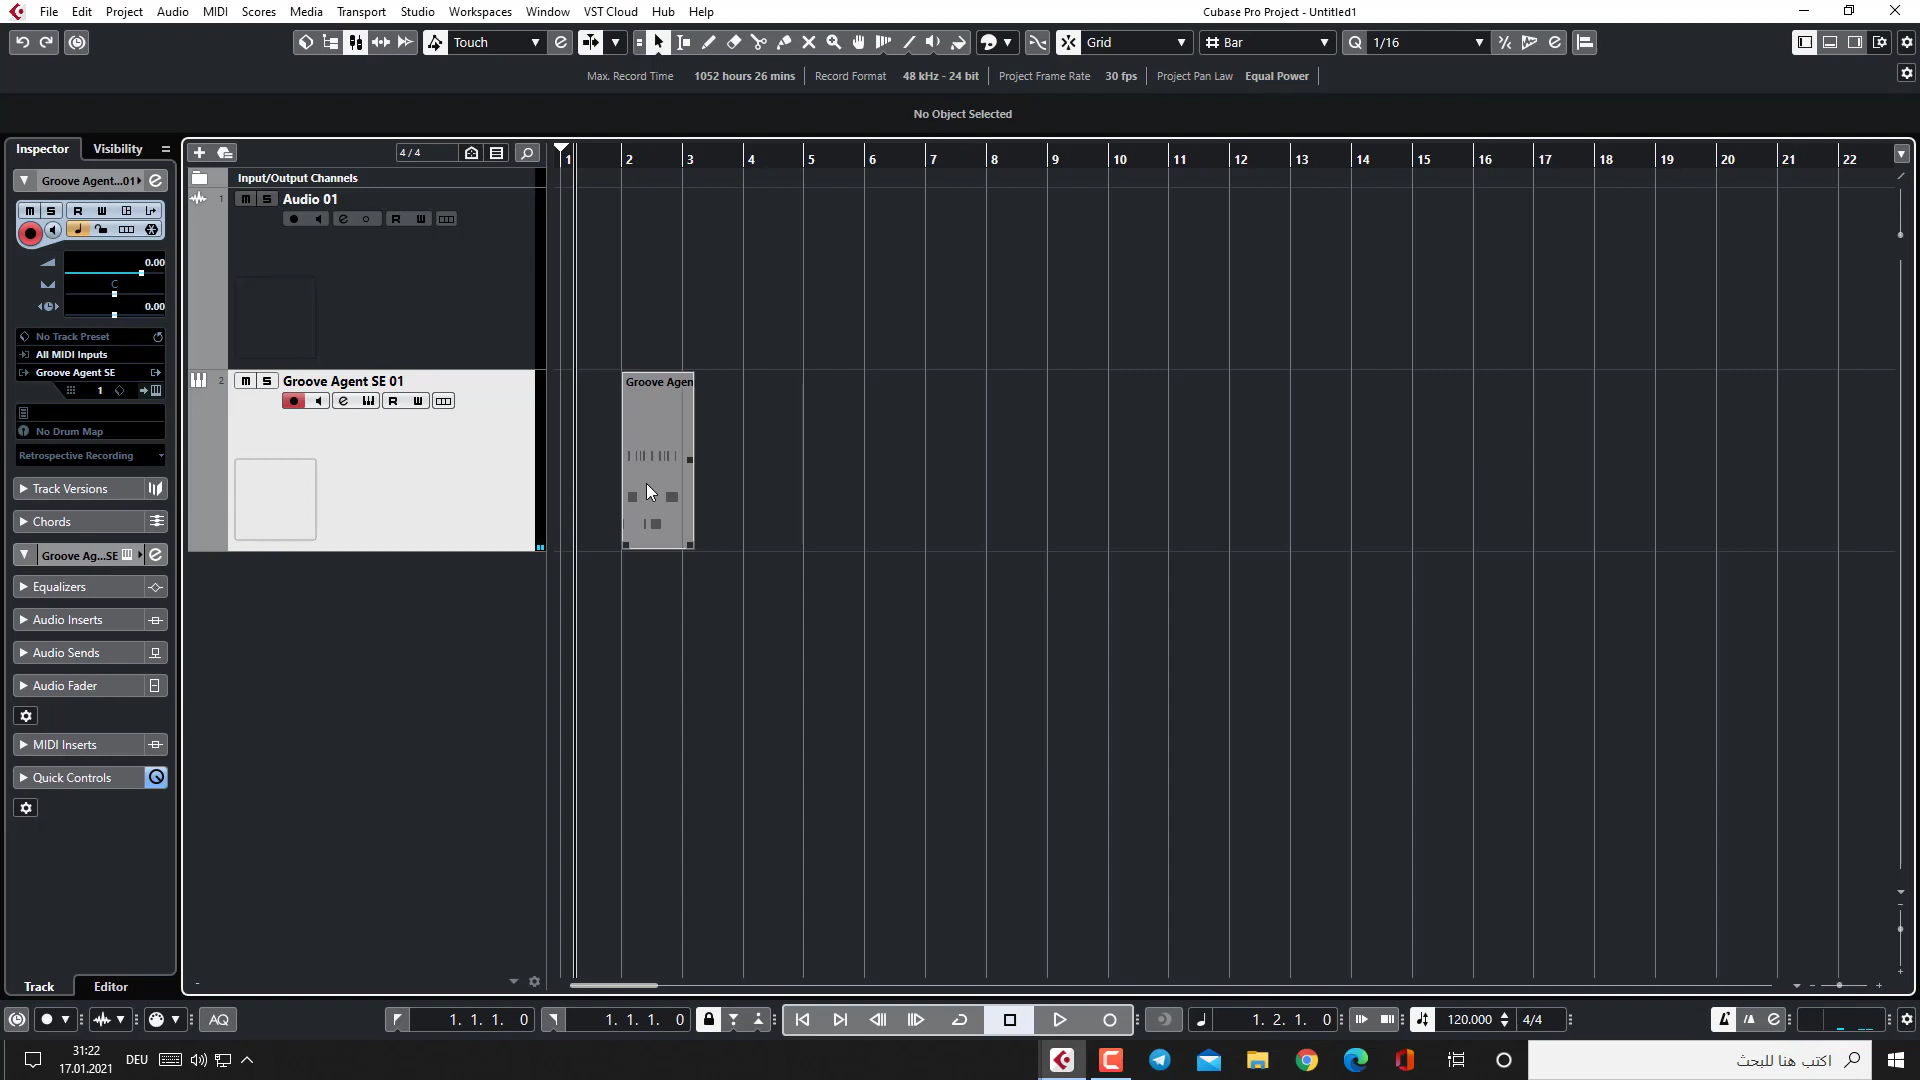 File Edit Project Audio MIDI Scores Media Transport Studio Workspaces Window VST Cloud Hub Help Cubase Pro Project - Untitled1
Touch Grid Bar Q 1/16
Max. Record Time 1052 hours 26 mins Record Format 48 kHz - 24 bit Project Frame Rate 30 fps Project Pan Law Equal Power
No Object Selected
Inspector Visibility
4 / 4
1 2 3 4 5 6 7 8 9 10 11 12 13 14 15 16 17 18 19 20 21 22
Groove Agent...01
Input/Output Channels
1 M S Audio 01
M S R W
R W
0.00
C
0.00
No Track Preset
All MIDI Inputs
Groove Agent SE
1
2 M S Groove Agent SE 01
Groove Agen
R W
No Drum Map
Retrospective Recording
Track Versions
Chords
Groove Ag...SE
Equalizers
Audio Inserts
Audio Sends
Audio Fader
MIDI Inserts
Quick Controls
Track Editor
AQ 1. 1. 1. 0 1. 1. 1. 0 1. 2. 1. 0 120.000 4/4
31:22
17.01.2021
DEU
اكتب هنا للبحث